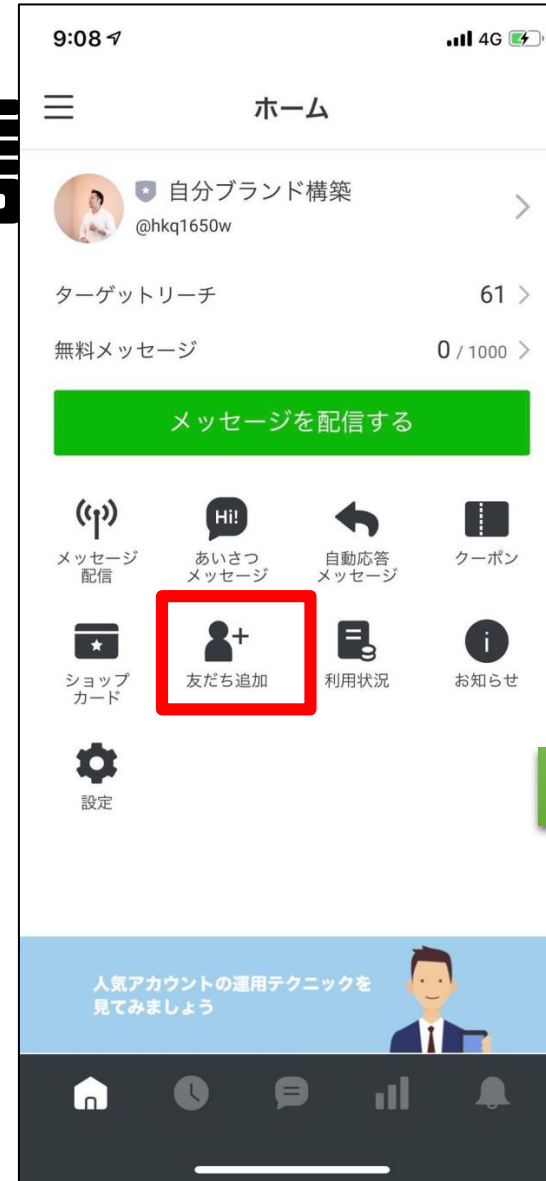 9:08
4G
ホーム
自分ブランド構築
@hkq1650w
ターゲットリーチ 61
無料メッセージ 0 / 1000
メッセージを配信する
Hi!
メッセージ
配信
あいさつ
メッセージ
自動応答
メッセージ
クーポン
ショップ
カード
友だち追加
利用状況
お知らせ
設定
人気アカウントの運用テクニックを
見てみましょう